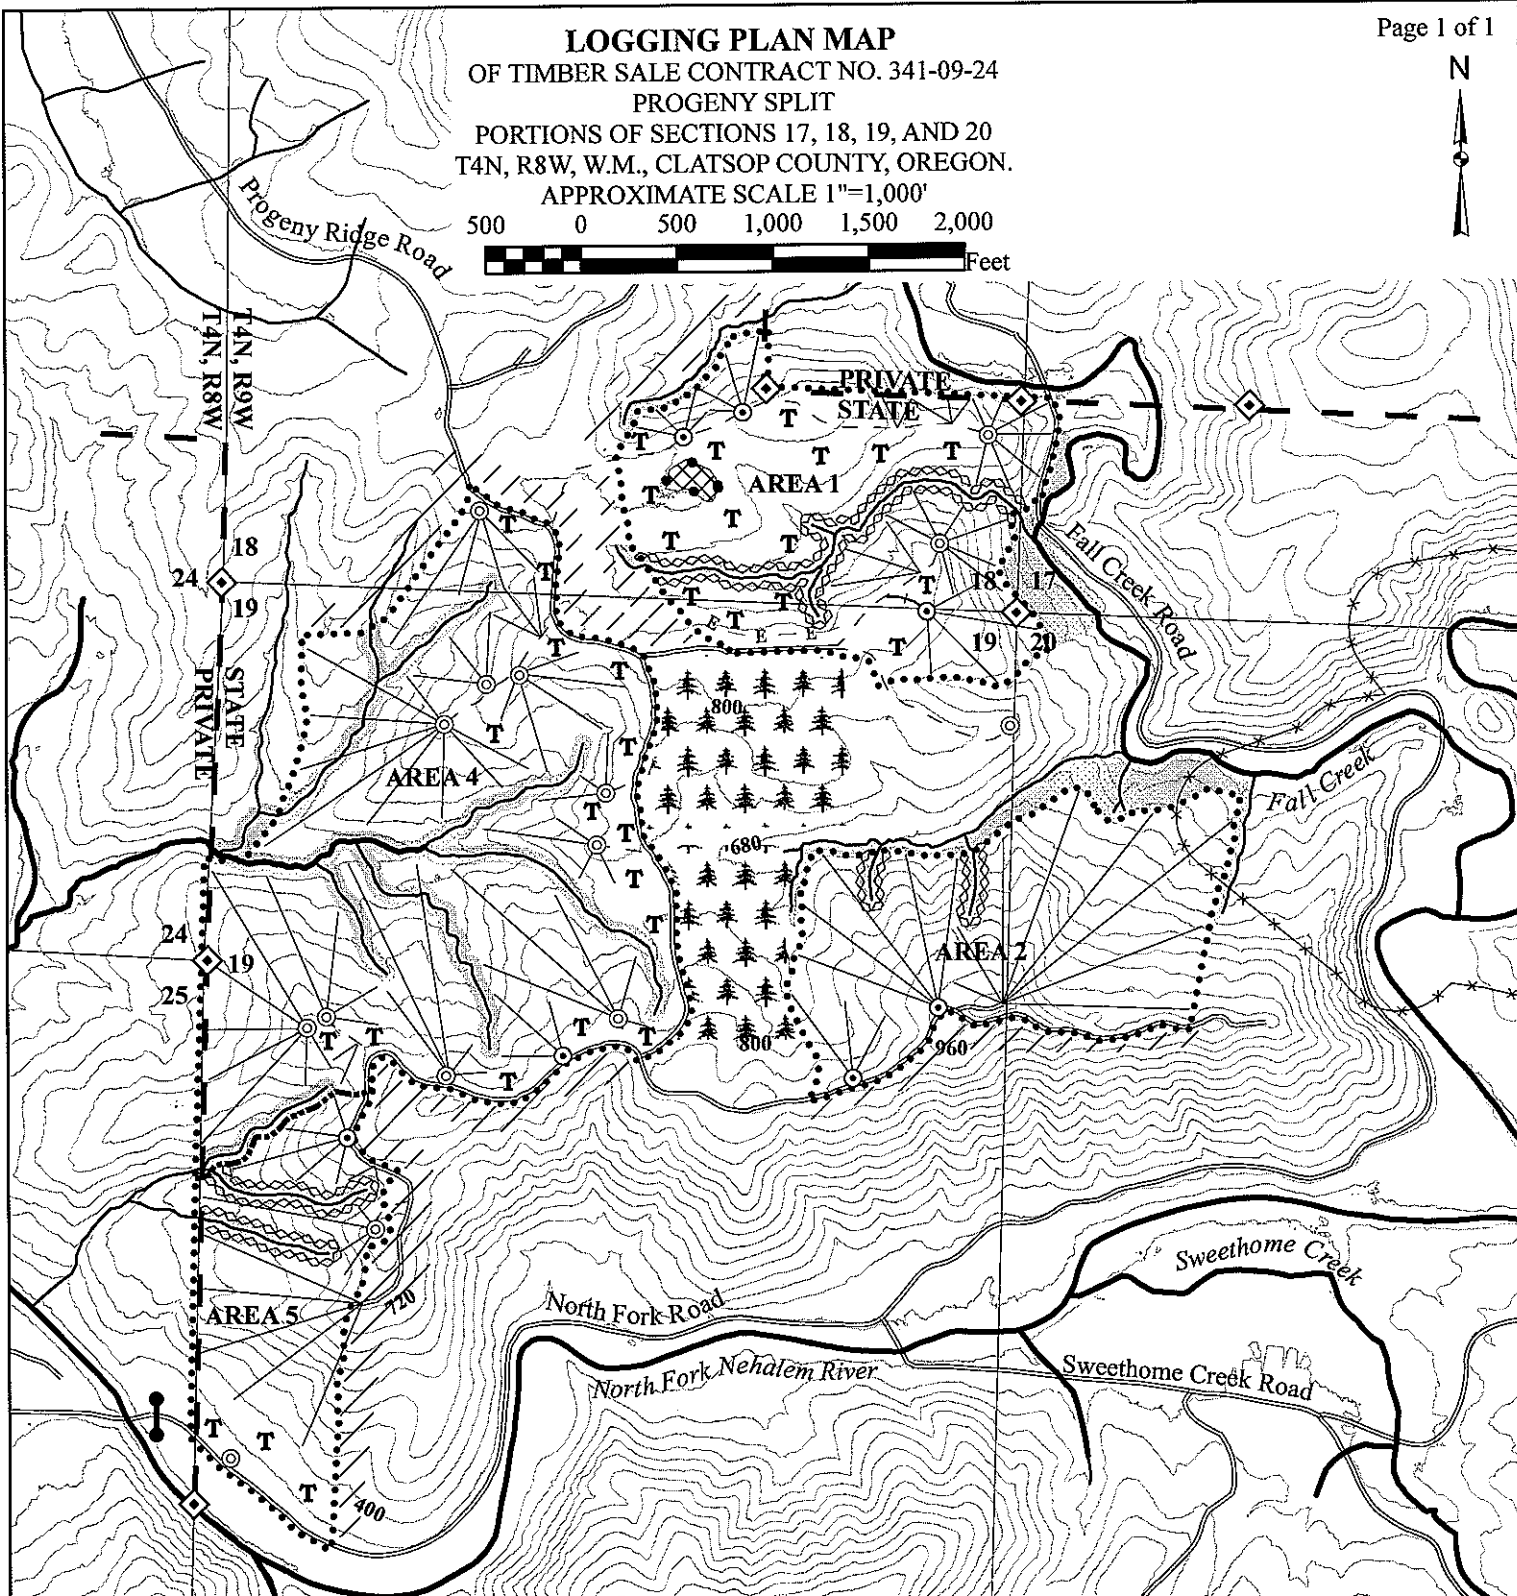 Page 1 of 1
LOGGING PLAN MAP
OF TIMBER SALE CONTRACT NO. 341-09-24
PROGENY SPLIT
PORTIONS OF SECTIONS 17, 18, 19, AND 20
T4N, R8W, W.M., CLATSOP COUNTY, OREGON.
APPROXIMATE SCALE 1"=1,000'
500 0 500 1,000 1,500 2,000
Feet
N
Progeny Ridge Road
T4N, R9W
T4N, R8W
PRIVATE
STATE
T T
T T T T
AREA 1
T
T
T
T
T
T
Fall Creek Road
18
24
19
T
18 17
T
T T
T
E E E
T
19 20
T
T
STATE
PRIVATE
800
T
T
AREA 4
Fall Creek
T
T
680
T
T
24
19
25
AREA 2
T T
T
T
T
800
960
AREA 5
720
North Fork Road
North Fork Nehalem River
Sweethome Creek
Sweethome Creek Road
T
T
T
400